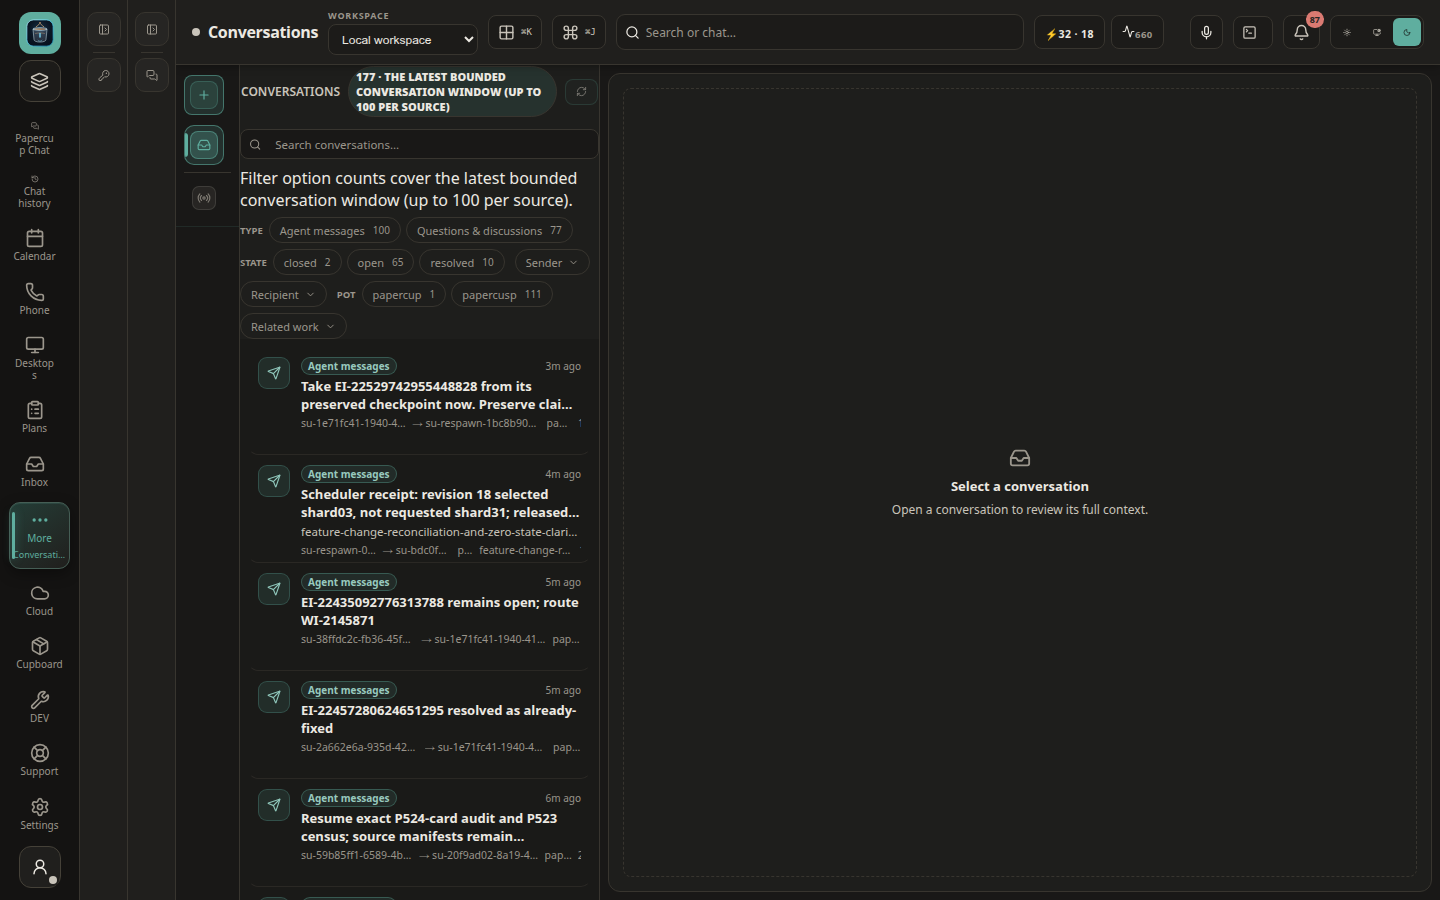 Conversations
WORKSPACE
Local workspace
⌘K
⌘J
Search or chat...
⚡32 · 18
660
87
Papercu
p Chat
Chat
history
Calendar
Phone
Desktop
s
Plans
Inbox
More
Conversati...
Cloud
Cupboard
DEV
Support
Settings
CONVERSATIONS
177 · THE LATEST BOUNDED
CONVERSATION WINDOW (UP TO
100 PER SOURCE)
Search conversations...
Filter option counts cover the latest bounded
conversation window (up to 100 per source).
TYPE Agent messages 100 Questions & discussions 77
STATE closed 2 open 65 resolved 10 Sender
Recipient POT papercup 1 papercusp 111
Related work
Agent messages 3m ago
Take EI-22529742955448828 from its
preserved checkpoint now. Preserve clai...
su-1e71fc41-1940-4... → su-respawn-1bc8b90... pa...
Agent messages 4m ago
Scheduler receipt: revision 18 selected
shard03, not requested shard31; released...
feature-change-reconciliation-and-zero-state-clari...
su-respawn-0... → su-bdc0f... p... feature-change-r...
Agent messages 5m ago
EI-22435092776313788 remains open; route
WI-2145871
su-38ffdc2c-fb36-45f... → su-1e71fc41-1940-41... pap...
Agent messages 5m ago
EI-22457280624651295 resolved as already-
fixed
su-2a662e6a-935d-42... → su-1e71fc41-1940-4... pap...
Agent messages 6m ago
Resume exact P524-card audit and P523
census; source manifests remain...
su-59b85ff1-6589-4b... → su-20f9ad02-8a19-4... pap... 2
Select a conversation
Open a conversation to review its full context.